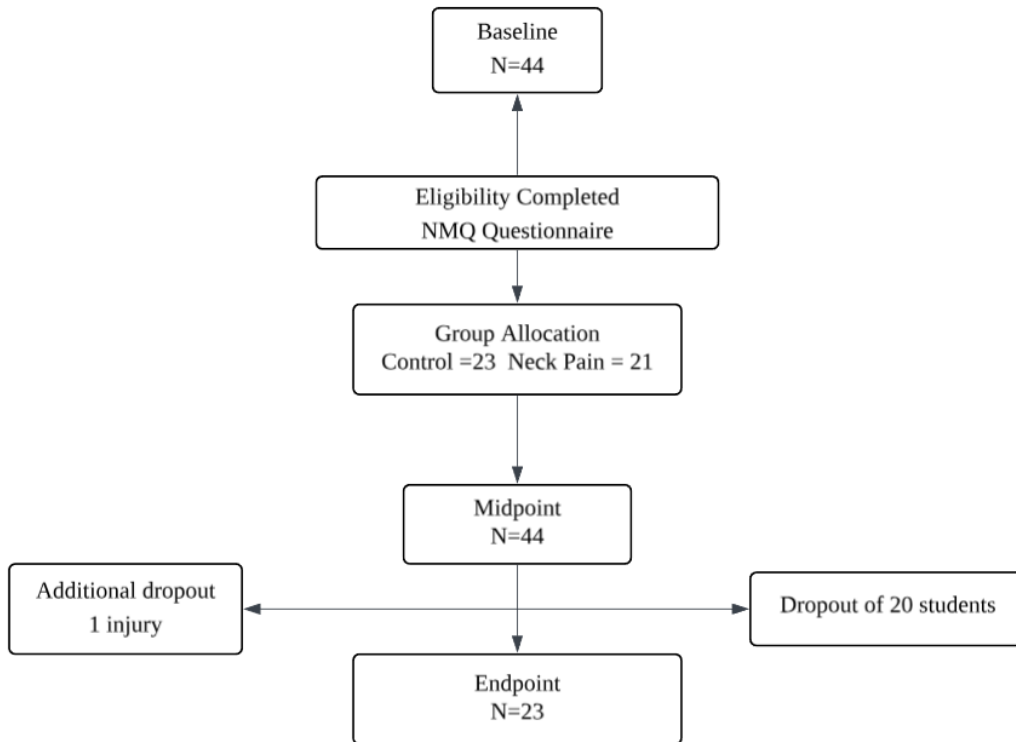 Baseline
N=44
Eligibility Completed
NMQ Questionnaire
Group Allocation
Control =23  Neck Pain = 21
Midpoint
N=44
Additional dropout
1 injury
Dropout of 20 students
Endpoint
N=23